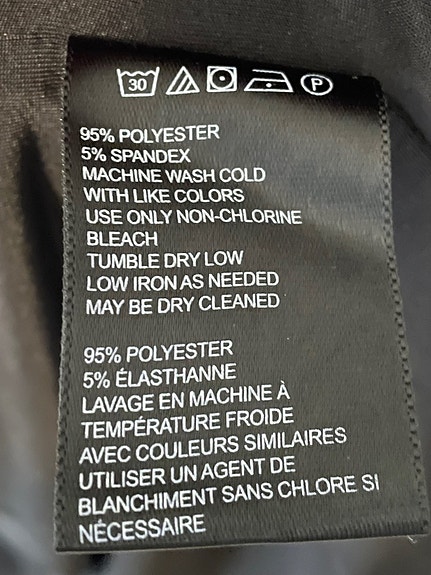 30 P
95% POLYESTER
5% SPANDEX
MACHINE WASH COLD
WITH LIKE COLORS
USE ONLY NON-CHLORINE
BLEACH
TUMBLE DRY LOW
LOW IRON AS NEEDED
MAY BE DRY CLEANED
95% POLYESTER
5% ÉLASTHANNE
LAVAGE EN MACHINE À
TEMPÉRATURE FROIDE
AVEC COULEURS SIMILAIRES
UTILISER UN AGENT DE
BLANCHIMENT SANS CHLORE SI
NÉCESSAIRE